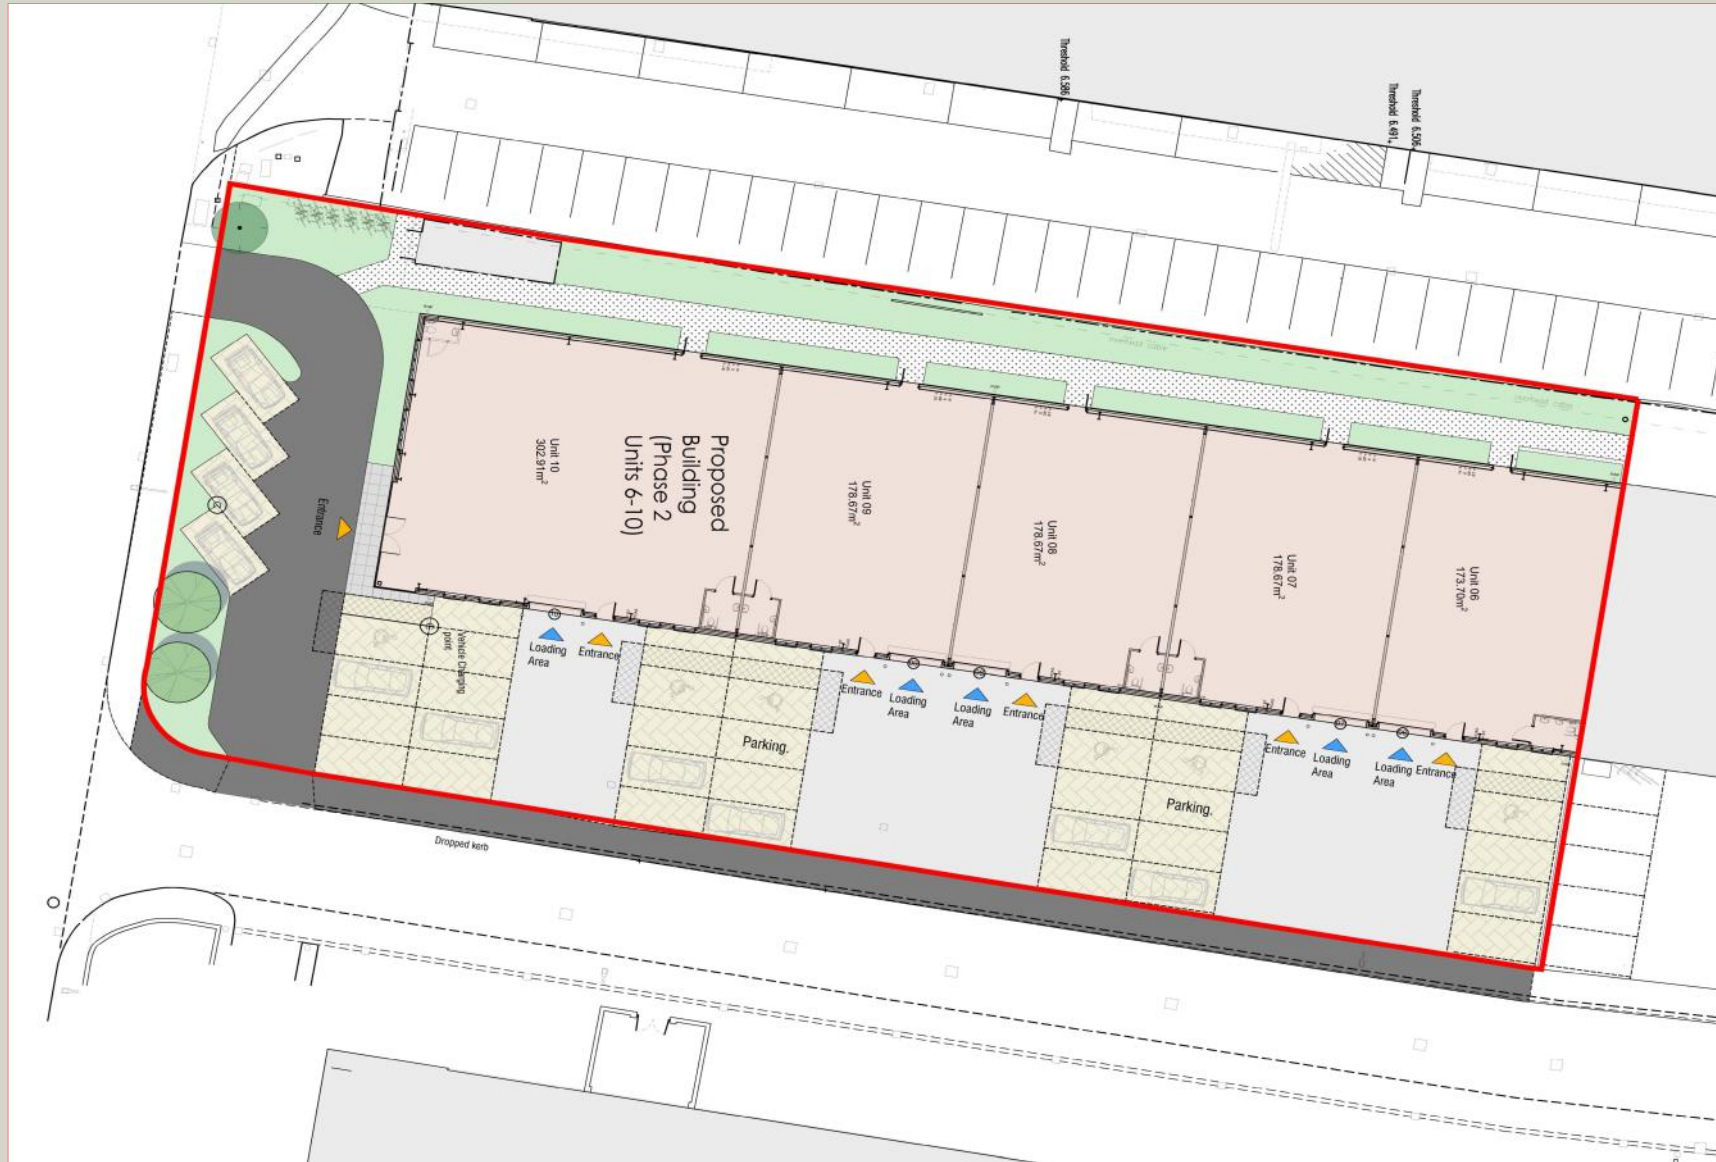 Threshold 6.586
Threshold 6.491
Threshold 6.506
Proposed
Building
(Phase 2
Units 6-10)
Unit 10
302.91m²
Unit 09
178.67m²
Unit 08
178.67m²
Unit 07
178.67m²
Unit 06
173.70m²
Entrance
Vehicle Charging
point
Loading
Area
Entrance
Parking.
Entrance
Loading
Area
Loading
Area
Entrance
Parking.
Entrance
Loading
Area
Loading
Area
Entrance
Dropped kerb